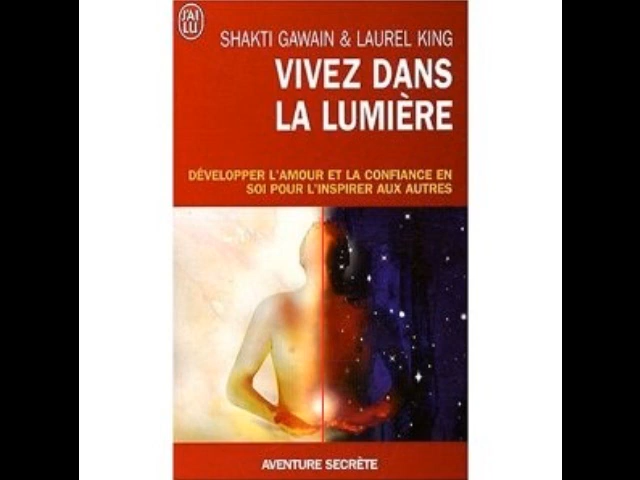 J'AI
LU
SHAKTI GAWAIN & LAUREL KING
VIVEZ DANS
LA LUMIÈRE
DÉVELOPPER L'AMOUR ET LA CONFIANCE EN
SOI POUR L'INSPIRER AUX AUTRES
AVENTURE SECRÈTE